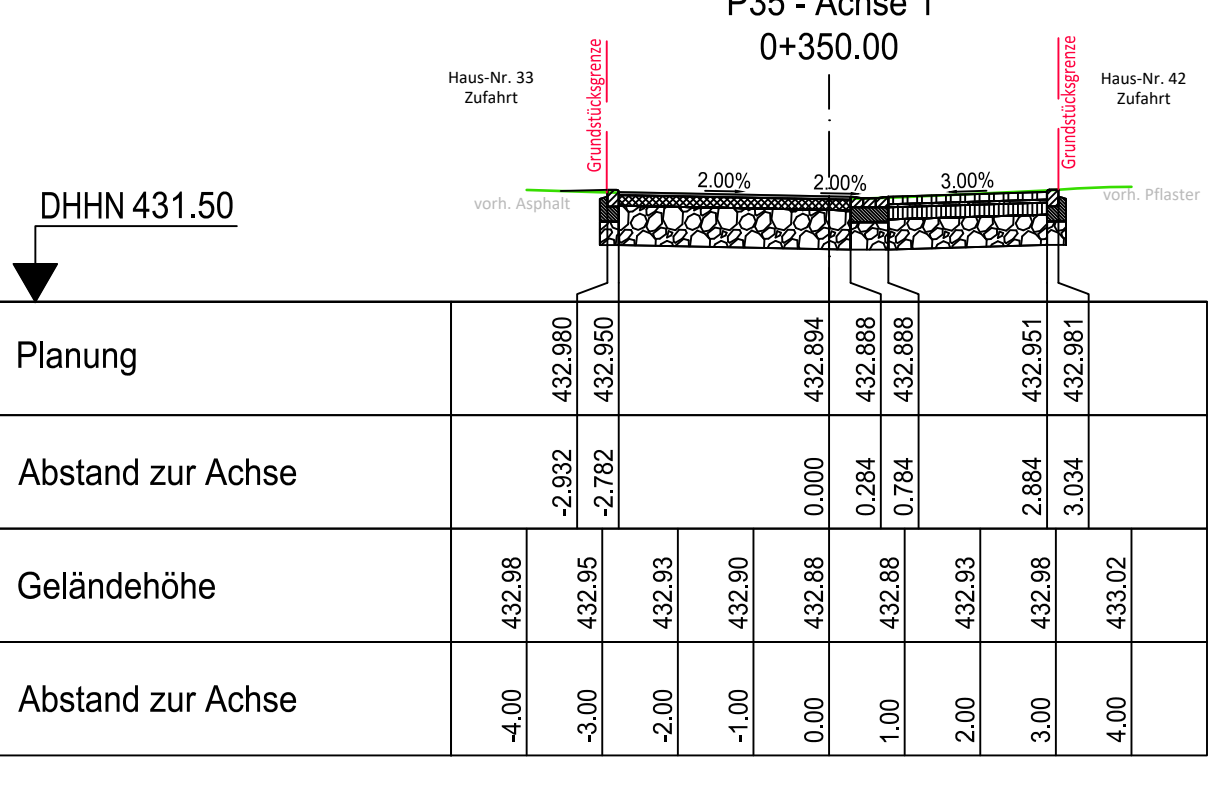 P35 - Achse 1
0+350.00
Haus-Nr. 33
Zufahrt
Grundstücksgrenze
Grundstücksgrenze
Haus-Nr. 42
Zufahrt
DHHN 431.50
vorh. Asphalt
2.00%
2.00%
3.00%
vorh. Pflaster
Planung
432.980
432.950
432.894
432.888
432.888
432.951
432.981
Abstand zur Achse
-2.932
-2.782
0.000
0.284
0.784
2.884
3.034
Geländehöhe
432.98
432.95
432.93
432.90
432.88
432.88
432.93
432.98
433.02
Abstand zur Achse
-4.00
-3.00
-2.00
-1.00
0.00
1.00
2.00
3.00
4.00